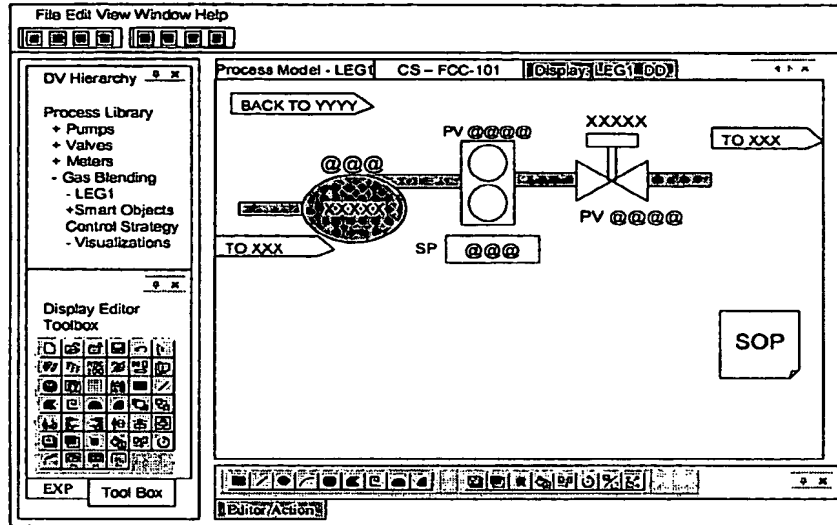 File Edit View Window Help
DV Hierarchy
Process Library
+ Pumps
+ Valves
+ Meters
- Gas Blending
- LEG1
+Smart Objects
Control Strategy
- Visualizations
Display Editor
Toolbox
EXP
Tool Box
Process Model - LEG1
CS – FCC-101
Display: LEG1 DD
BACK TO YYYY
PV @@@@
XXXXX
TO XXX
@@@
XXXX
PV @@@@
TO XXX
SP
@@@
SOP
Editor/Action